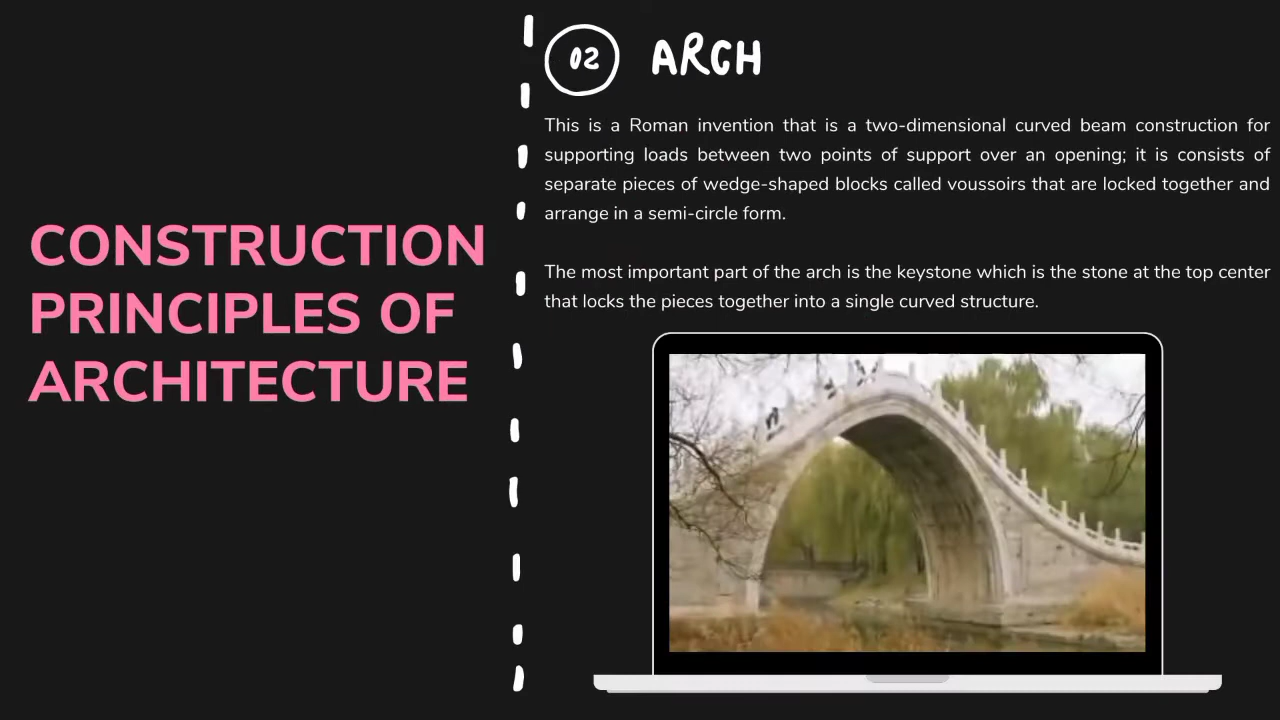 CONSTRUCTION
PRINCIPLES OF
ARCHITECTURE
02 ARCH
This is a Roman invention that is a two-dimensional curved beam construction for
supporting loads between two points of support over an opening; it is consists of
separate pieces of wedge-shaped blocks called voussoirs that are locked together and
arrange in a semi-circle form.
The most important part of the arch is the keystone which is the stone at the top center
that locks the pieces together into a single curved structure.